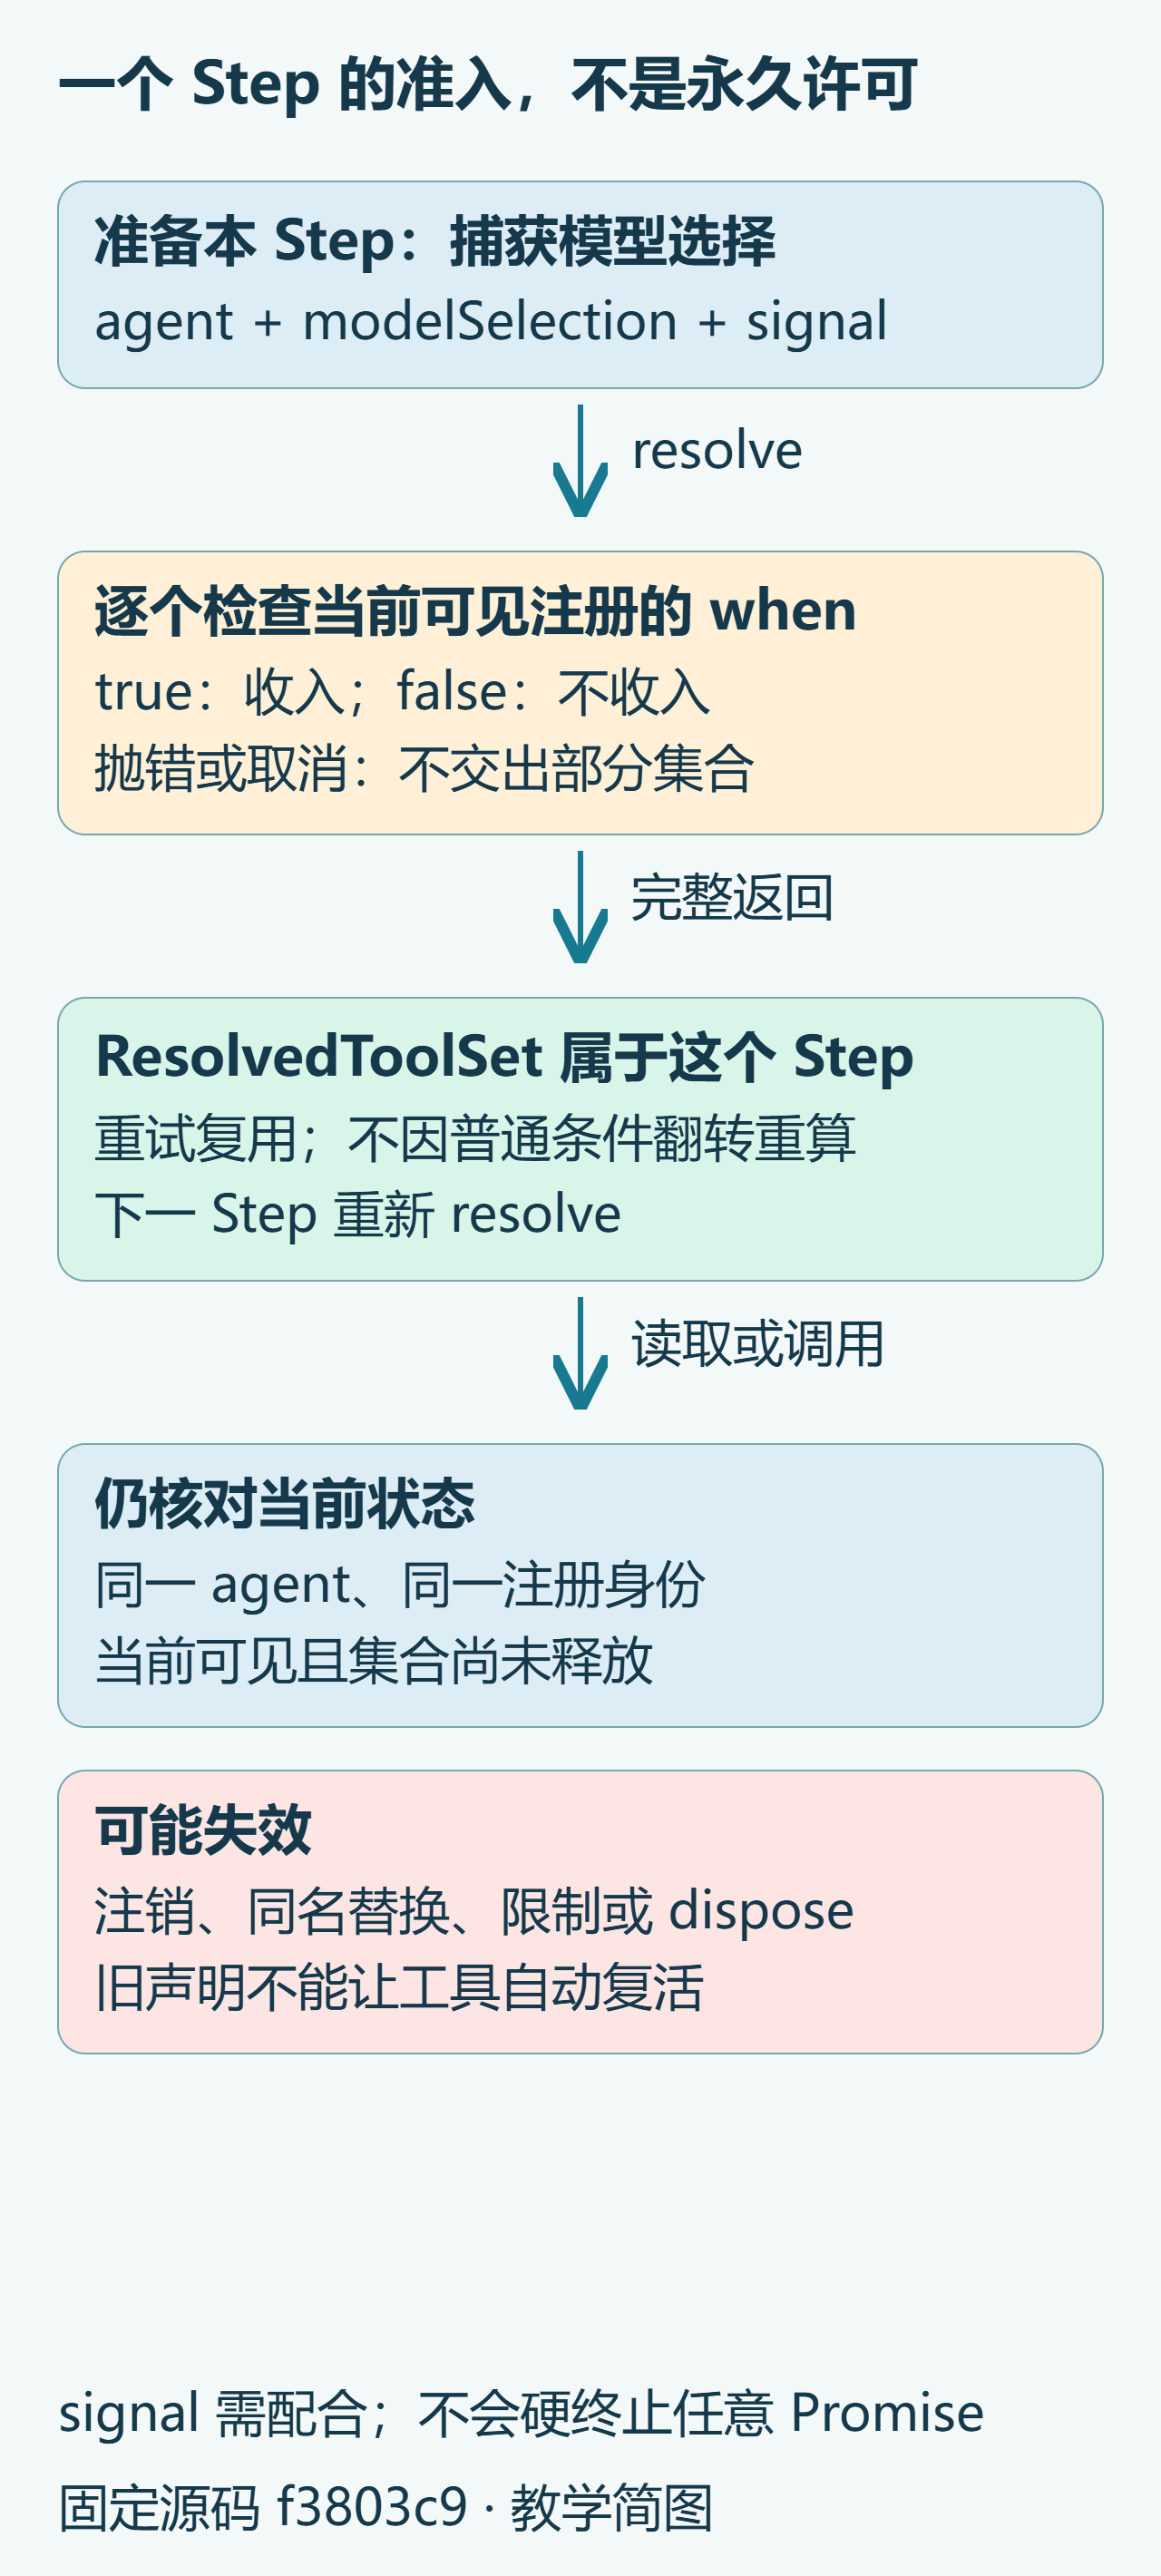 一个 Step 的准入，不是永久许可
准备本 Step：捕获模型选择
agent + modelSelection + signal
resolve
逐个检查当前可见注册的 when
true：收入；false：不收入
抛错或取消：不交出部分集合
完整返回
ResolvedToolSet 属于这个 Step
重试复用；不因普通条件翻转重算
下一 Step 重新 resolve
读取或调用
仍核对当前状态
同一 agent、同一注册身份
当前可见且集合尚未释放
可能失效
注销、同名替换、限制或 dispose
旧声明不能让工具自动复活
signal 需配合；不会硬终止任意 Promise
固定源码 f3803c9 · 教学简图